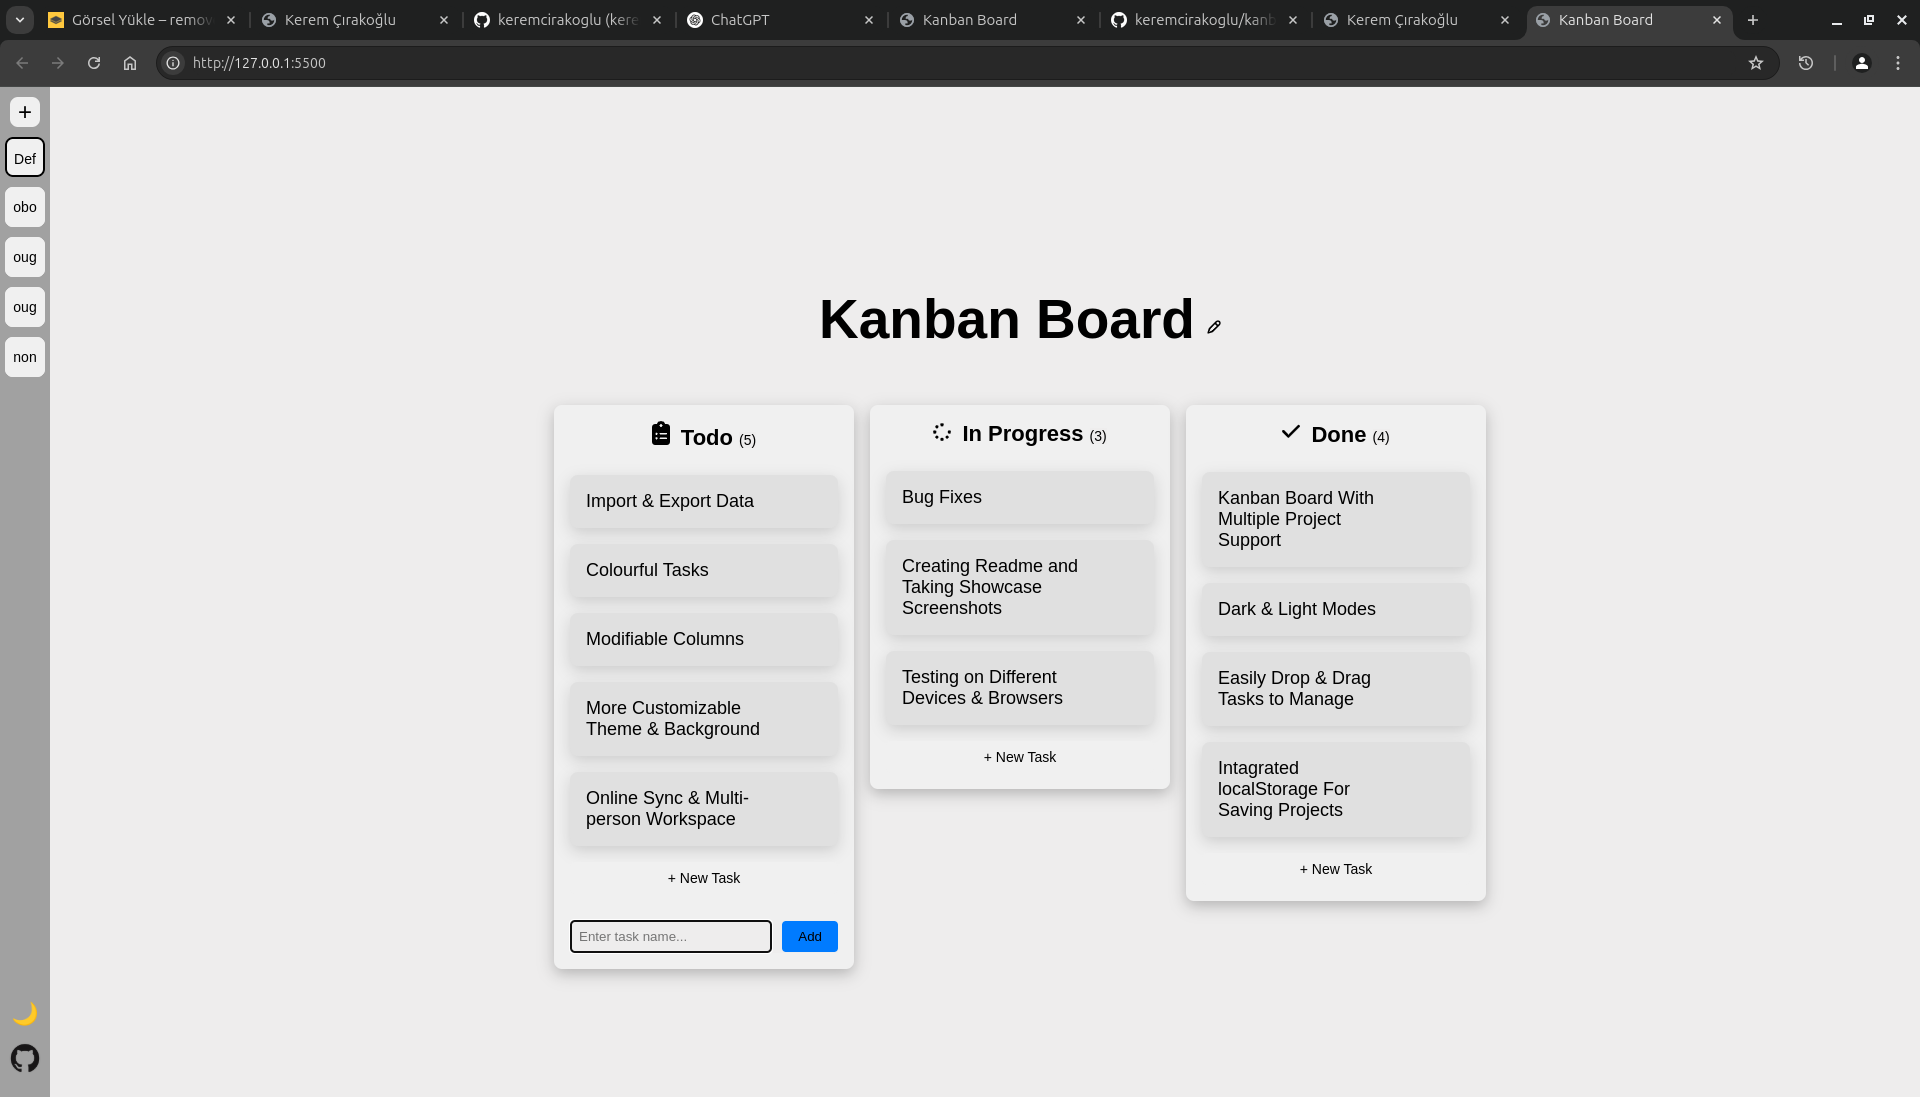 Görsel Yükle – remov
Kerem Çırakoğlu
keremcirakoglu (kere
ChatGPT
Kanban Board
keremcirakoglu/kanb
Kerem Çırakoğlu
Kanban Board
http://127.0.0.1:5500
+
Def
obo
oug
oug
non
Kanban Board
Todo (5)
Import & Export Data
Colourful Tasks
Modifiable Columns
More Customizable
Theme & Background
Online Sync & Multi-
person Workspace
+ New Task
Enter task name...
Add
In Progress (3)
Bug Fixes
Creating Readme and
Taking Showcase
Screenshots
Testing on Different
Devices & Browsers
+ New Task
Done (4)
Kanban Board With
Multiple Project
Support
Dark & Light Modes
Easily Drop & Drag
Tasks to Manage
Intagrated
localStorage For
Saving Projects
+ New Task